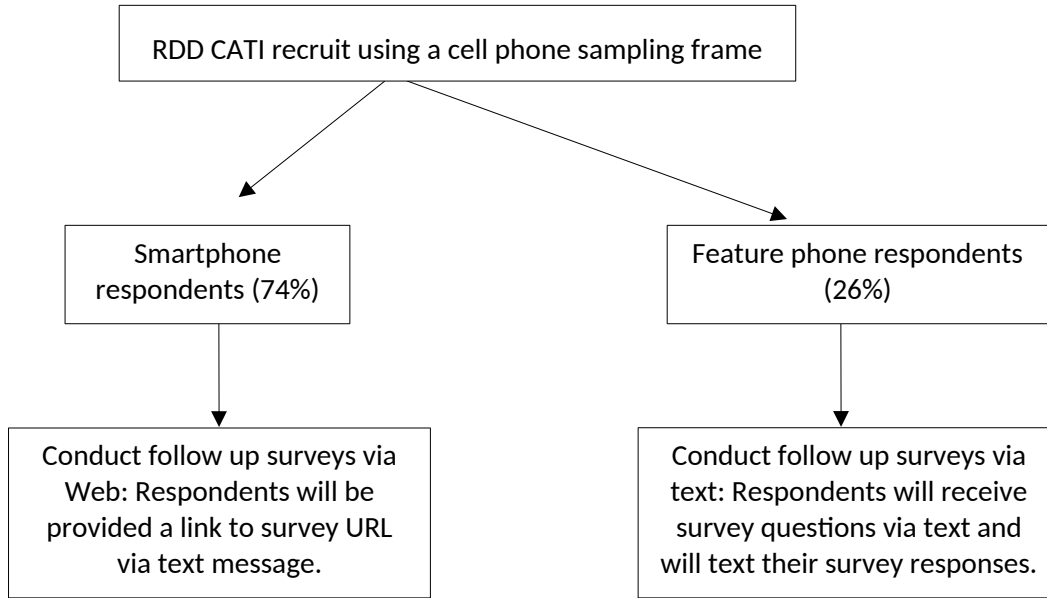 RDD CATI recruit using a cell phone sampling frame
Smartphone
respondents (74%)
Feature phone respondents
(26%)
Conduct follow up surveys via
Web: Respondents will be
provided a link to survey URL
via text message.
Conduct follow up surveys via
text: Respondents will receive
survey questions via text and
will text their survey responses.